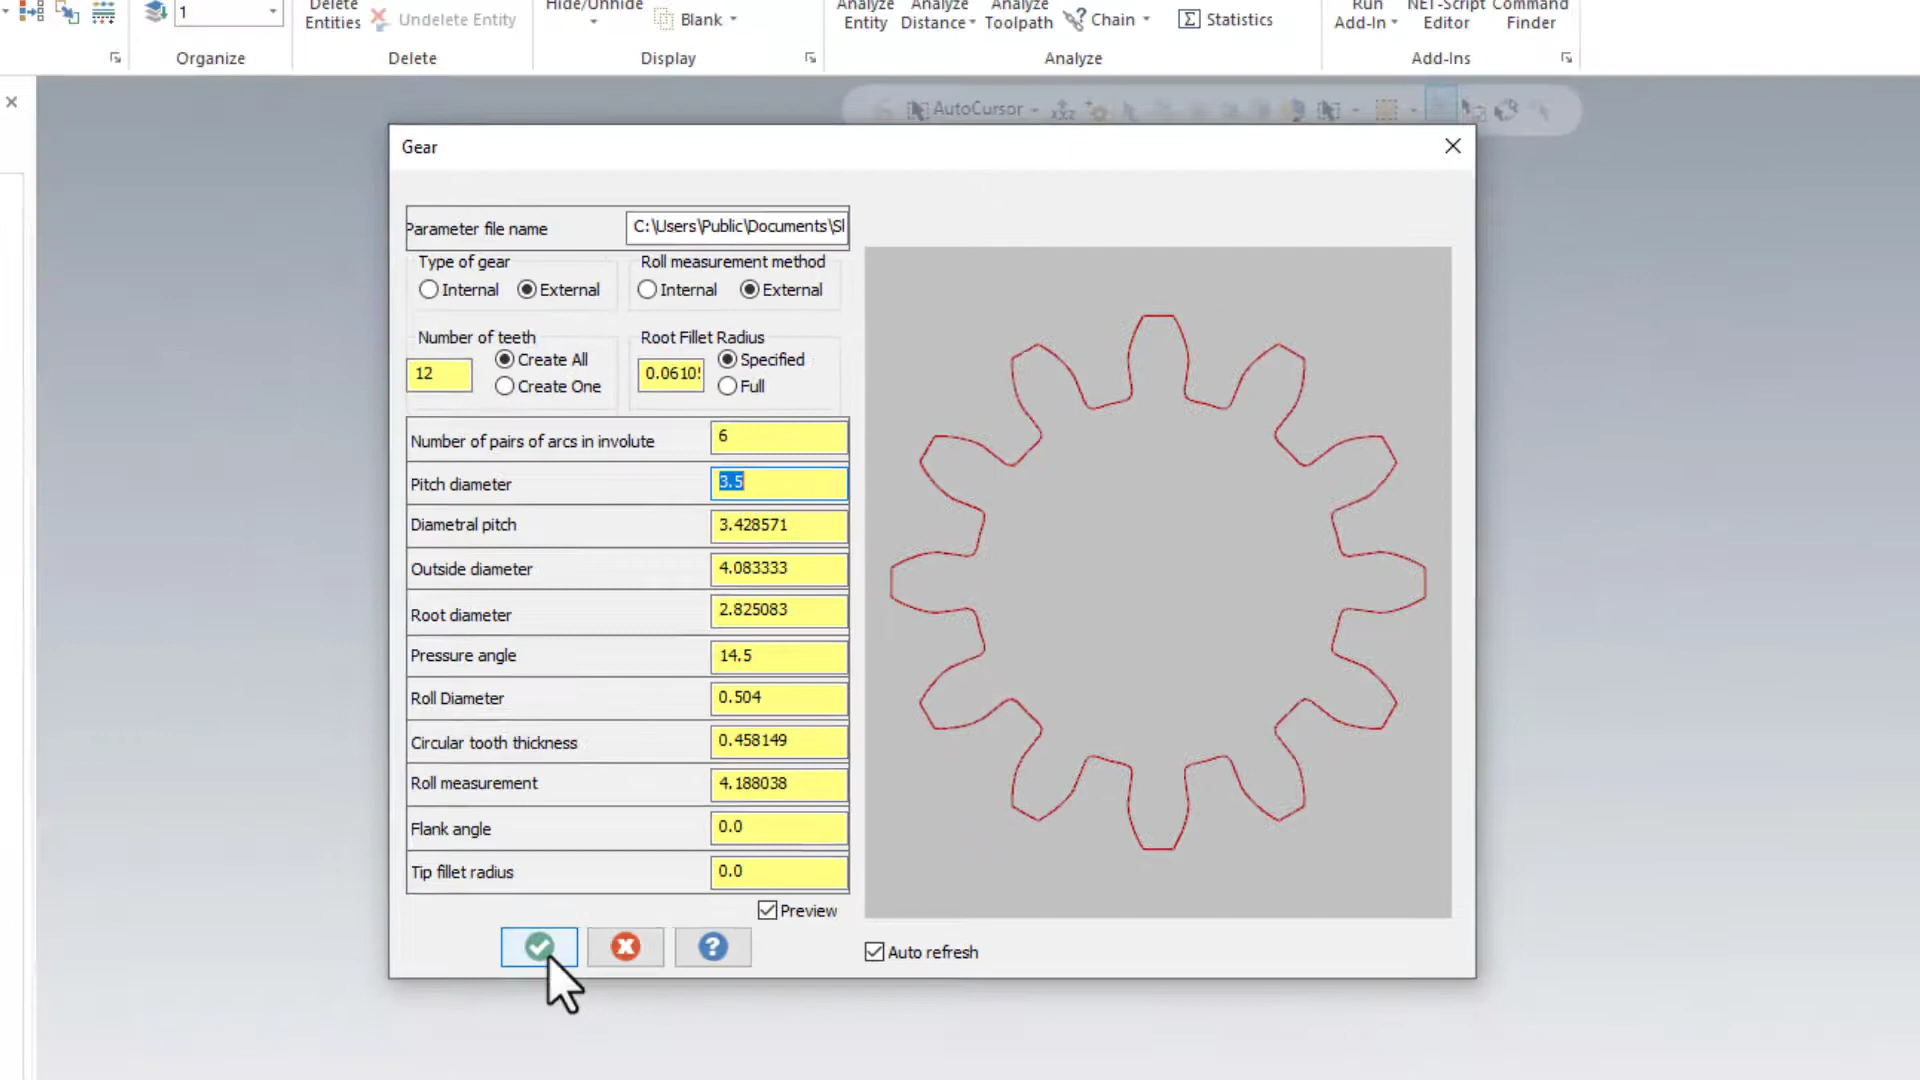 1
Delete
Entities
Undelete Entity
Hide/Unhide
Blank
Analyze
Entity
Analyze
Distance
Analyze
Toolpath
Chain
Statistics
Run
Add-In
NET-Script
Editor
Command
Finder
Organize
Delete
Display
Analyze
Add-Ins
AutoCursor
Gear
Parameter file name
C:\Users\Public\Documents\Sl
Type of gear
Internal
External
Roll measurement method
Internal
External
Number of teeth
12
Create All
Create One
Root Fillet Radius
0.0610
Specified
Full
Number of pairs of arcs in involute 6
Pitch diameter 3.5
Diametral pitch 3.428571
Outside diameter 4.083333
Root diameter 2.825083
Pressure angle 14.5
Roll Diameter 0.504
Circular tooth thickness 0.458149
Roll measurement 4.188038
Flank angle 0.0
Tip fillet radius 0.0
Preview
Auto refresh